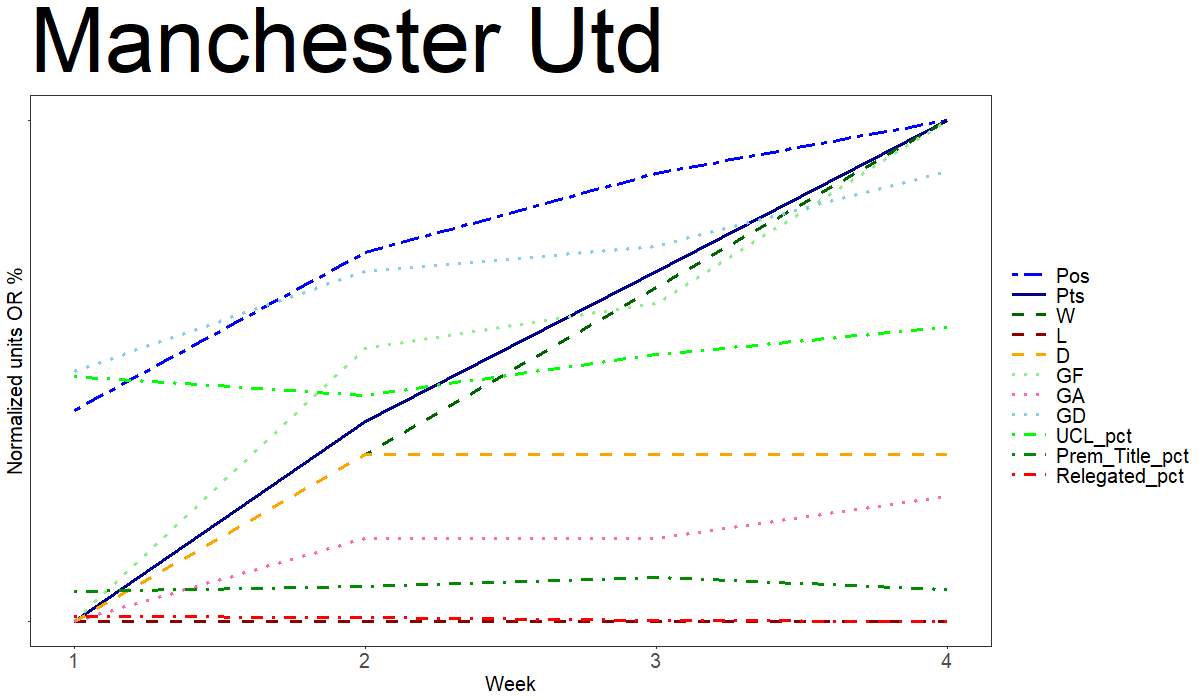 Manchester Utd
Normalized units OR %
1 2 3 4
Week
Pos
Pts
W
L
D
GF
GA
GD
UCL_pct
Prem_Title_pct
Relegated_pct